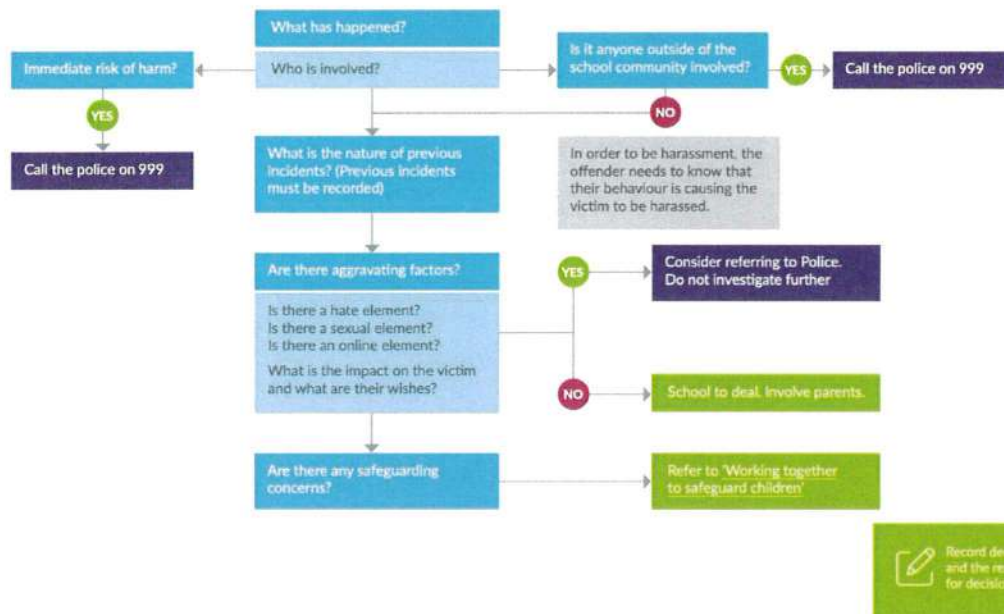 What has happened?
Who is involved?
Immediate risk of harm?
YES
Call the police on 999
Is it anyone outside of the
school community involved?
YES
Call the police on 999
NO
In order to be harassment, the
offender needs to know that
their behaviour is causing the
victim to be harassed.
What is the nature of previous
incidents? (Previous incidents
must be recorded)
Are there aggravating factors?
Is there a hate element?
Is there a sexual element?
Is there an online element?
What is the impact on the victim
and what are their wishes?
YES
Consider referring to Police.
Do not investigate further
NO
School to deal. Involve parents.
Are there any safeguarding
concerns?
Refer to 'Working together
to safeguard children'
Record
and the
for